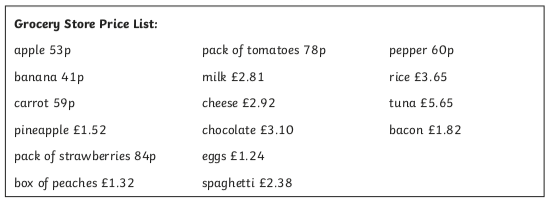 Grocery Store Price List:
apple 53p
banana 41p
carrot 59p
pineapple £1.52
pack of strawberries 84p
box of peaches £1.32
pack of tomatoes 78p
milk £2.81
cheese £2.92
chocolate £3.10
eggs £1.24
spaghetti £2.38
pepper 60p
rice £3.65
tuna £5.65
bacon £1.82